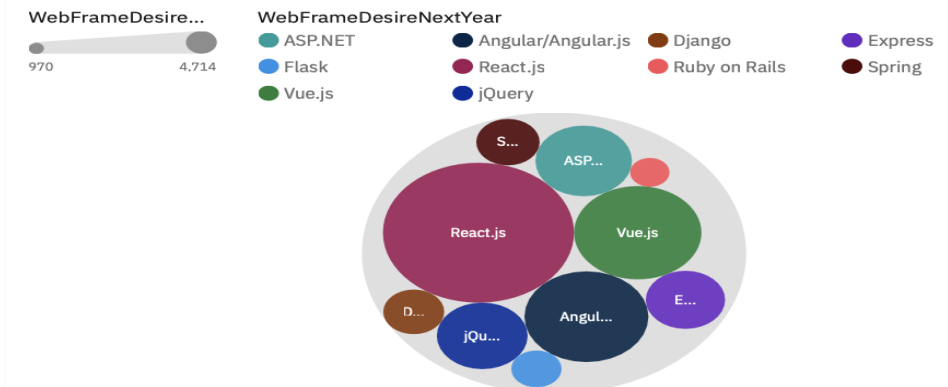 WebFrameDesire... WebFrameDesireNextYear
ASP.NET Angular/Angular.js Django Express
970 4,714
Flask React.js Ruby on Rails Spring
Vue.js jQuery
S...
ASP...
React.js Vue.js
E...
D...
Angul...
jQu...